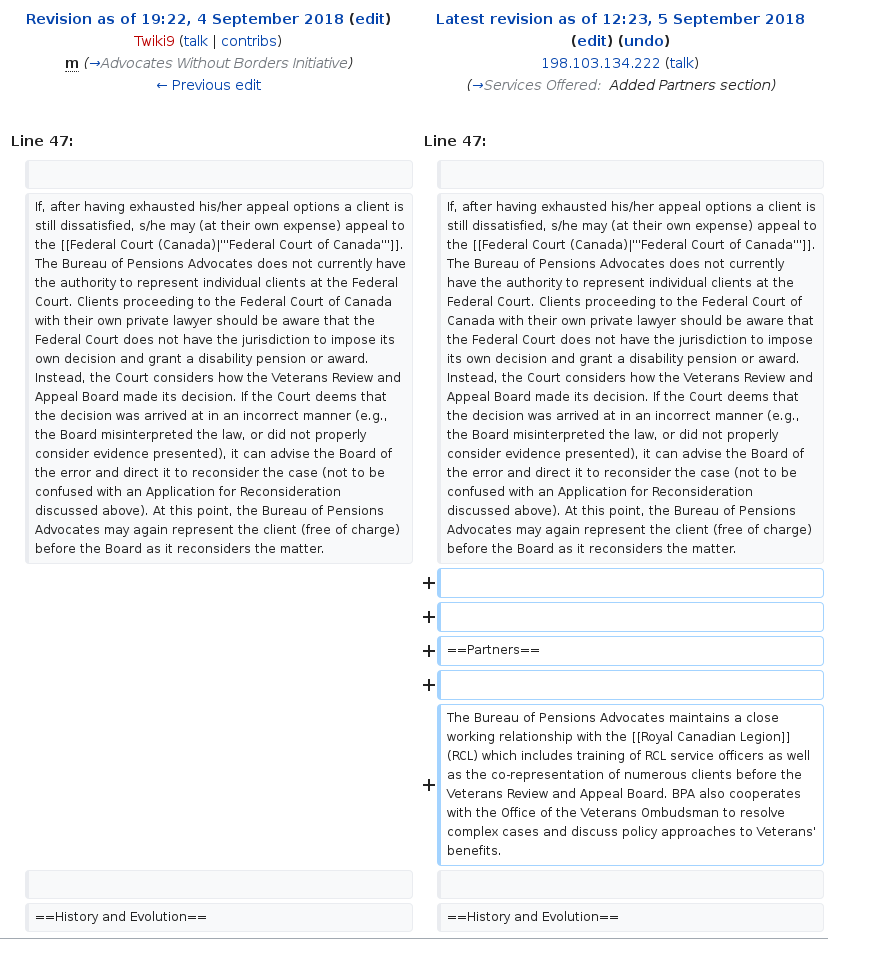 Revision as of 19:22, 4 September 2018 (edit)
Twiki9 (talk | contribs)
m (→Advocates Without Borders Initiative)
← Previous edit
Latest revision as of 12:23, 5 September 2018
(edit) (undo)
198.103.134.222 (talk)
(→Services Offered: Added Partners section)
Line 47:
Line 47:
If, after having exhausted his/her appeal options a client is
still dissatisfied, s/he may (at their own expense) appeal to
the [[Federal Court (Canada)|'''Federal Court of Canada''']].
The Bureau of Pensions Advocates does not currently have
the authority to represent individual clients at the Federal
Court. Clients proceeding to the Federal Court of Canada
with their own private lawyer should be aware that the
Federal Court does not have the jurisdiction to impose its
own decision and grant a disability pension or award.
Instead, the Court considers how the Veterans Review and
Appeal Board made its decision. If the Court deems that
the decision was arrived at in an incorrect manner (e.g.,
the Board misinterpreted the law, or did not properly
consider evidence presented), it can advise the Board of
the error and direct it to reconsider the case (not to be
confused with an Application for Reconsideration
discussed above). At this point, the Bureau of Pensions
Advocates may again represent the client (free of charge)
before the Board as it reconsiders the matter.
If, after having exhausted his/her appeal options a client is
still dissatisfied, s/he may (at their own expense) appeal to
the [[Federal Court (Canada)|'''Federal Court of Canada''']].
The Bureau of Pensions Advocates does not currently
have the authority to represent individual clients at the
Federal Court. Clients proceeding to the Federal Court of
Canada with their own private lawyer should be aware that
the Federal Court does not have the jurisdiction to impose
its own decision and grant a disability pension or award.
Instead, the Court considers how the Veterans Review and
Appeal Board made its decision. If the Court deems that
the decision was arrived at in an incorrect manner (e.g.,
the Board misinterpreted the law, or did not properly
consider evidence presented), it can advise the Board of
the error and direct it to reconsider the case (not to be
confused with an Application for Reconsideration
discussed above). At this point, the Bureau of Pensions
Advocates may again represent the client (free of charge)
before the Board as it reconsiders the matter.
+
+
+ ==Partners==
+
+ The Bureau of Pensions Advocates maintains a close
working relationship with the [[Royal Canadian Legion]]
(RCL) which includes training of RCL service officers as well
as the co-representation of numerous clients before the
Veterans Review and Appeal Board. BPA also cooperates
with the Office of the Veterans Ombudsman to resolve
complex cases and discuss policy approaches to Veterans'
benefits.
==History and Evolution==
==History and Evolution==